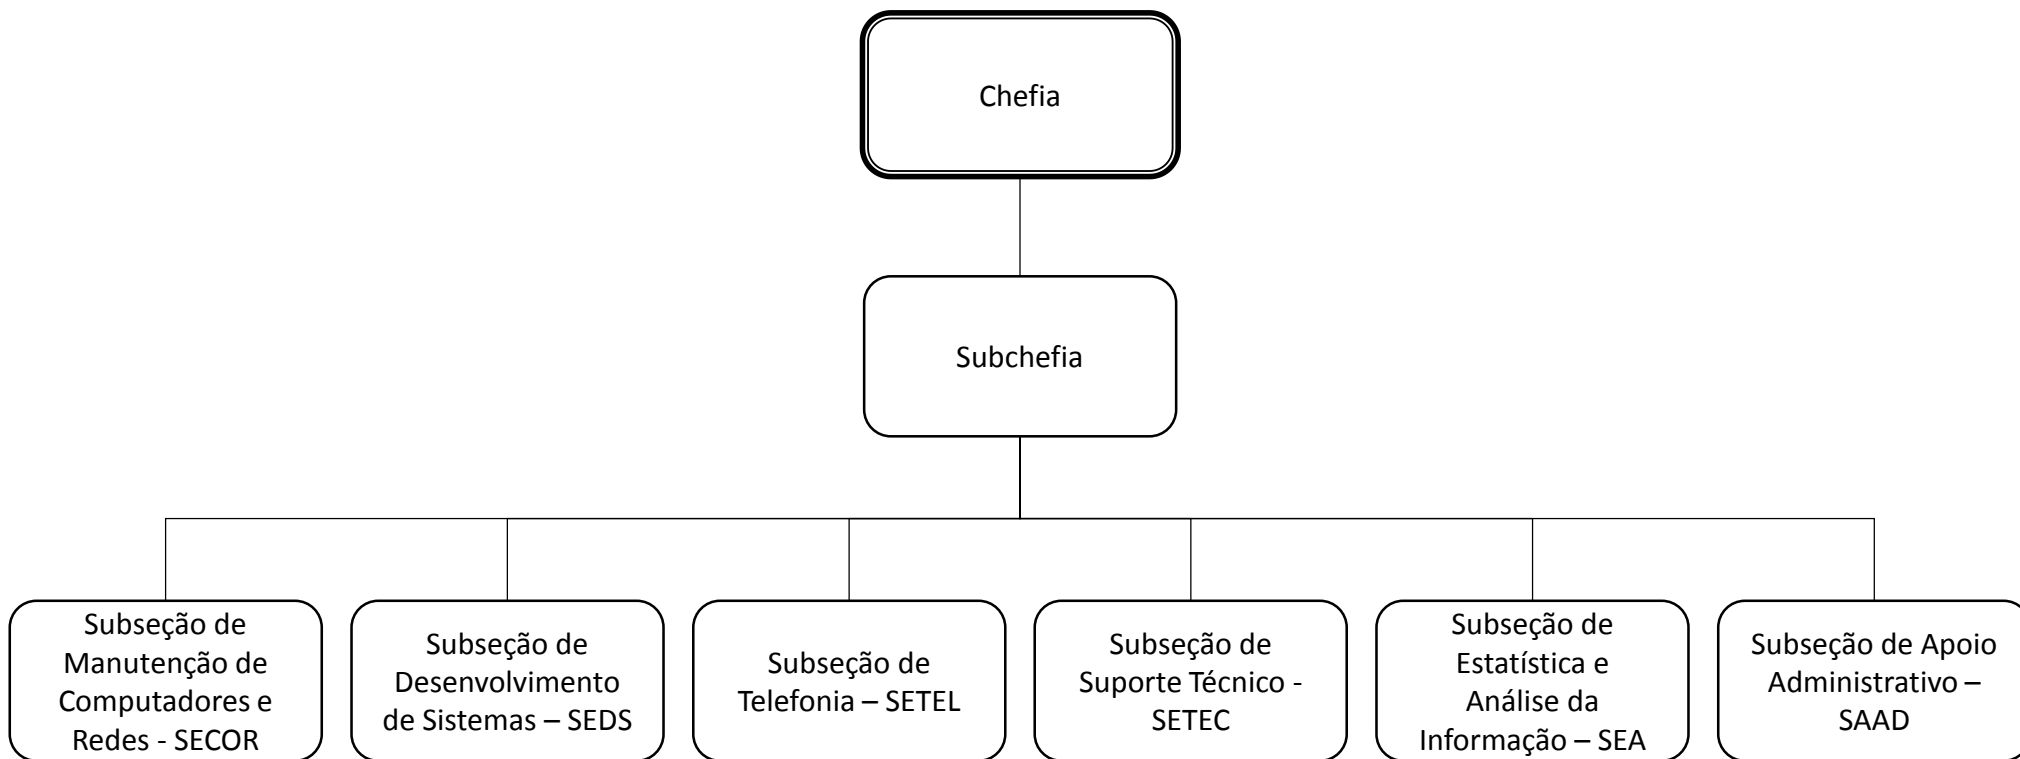 Chefia
Subchefia
Subseção de
Manutenção de
Computadores e
Redes - SECOR
Subseção de
Desenvolvimento
de Sistemas – SEDS
Subseção de
Telefonia – SETEL
Subseção de
Suporte Técnico -
SETEC
Subseção de
Estatística e
Análise da
Informação – SEA
Subseção de Apoio
Administrativo –
SAAD